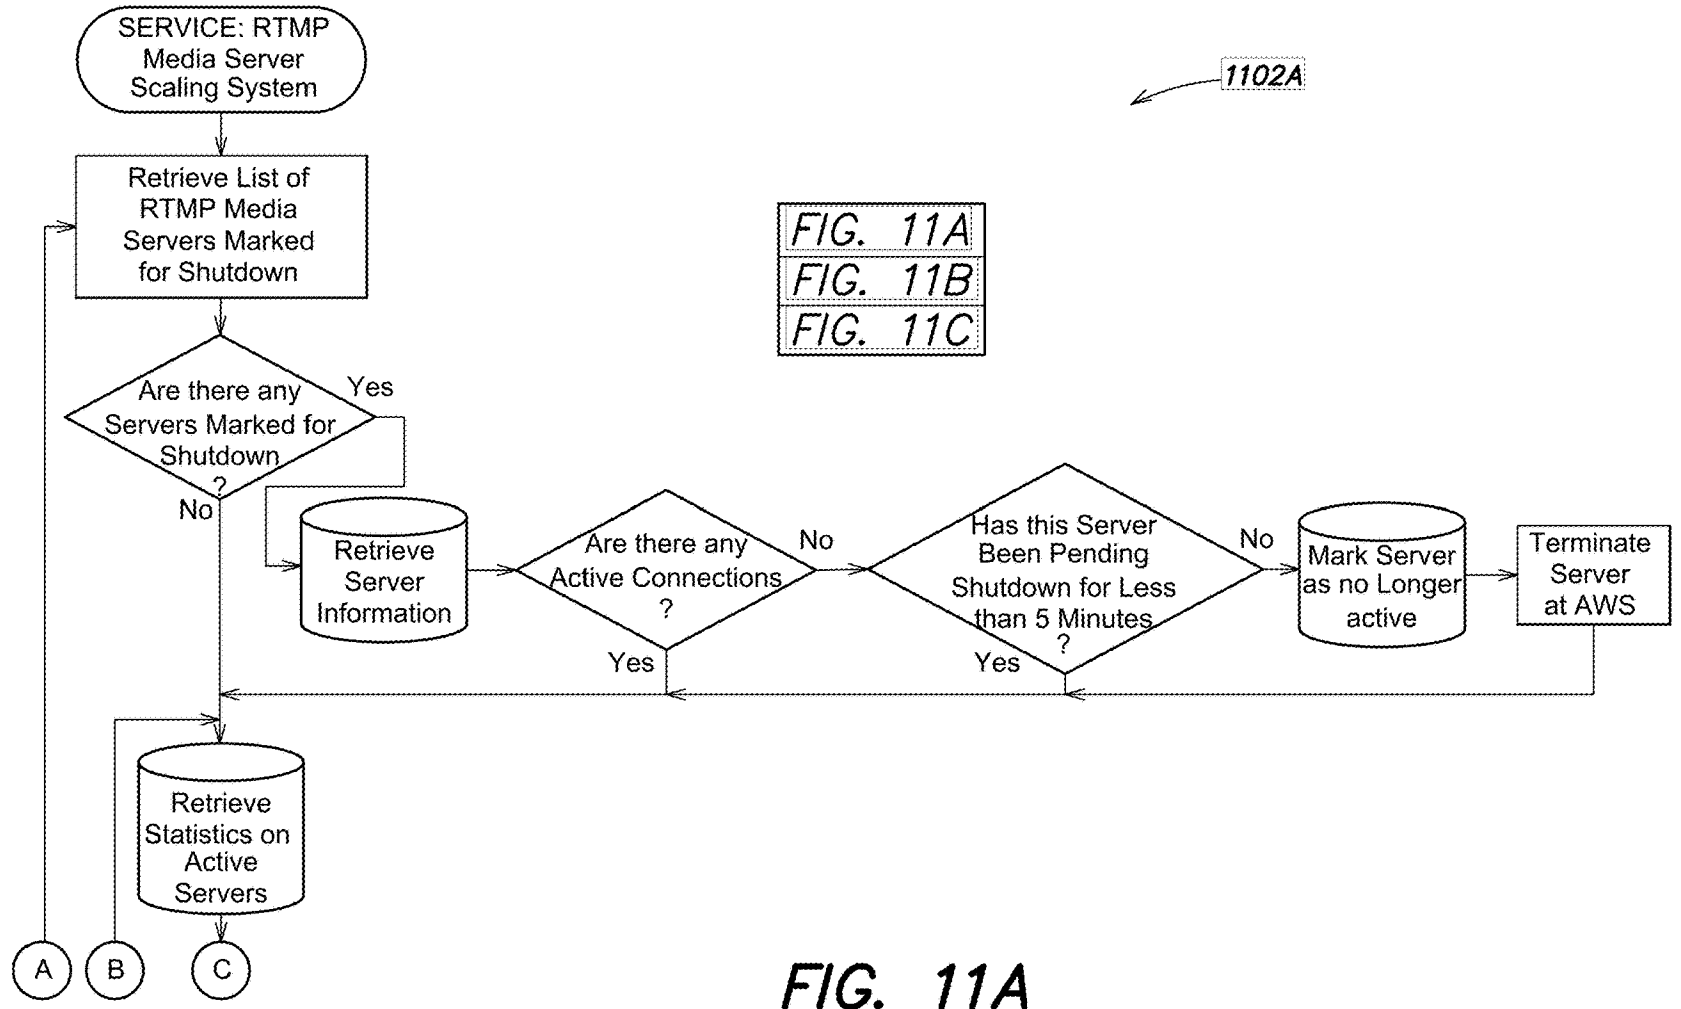 SERVICE: RTMP
Media Server
Scaling System
1102A
Retrieve List of
RTMP Media
Servers Marked
for Shutdown
FIG. 11A
FIG. 11B
FIG. 11C
Are there any
Servers Marked for
Shutdown
?
Yes
No
Retrieve
Server
Information
Are there any
Active Connections
?
No
Yes
Has this Server
Been Pending
Shutdown for Less
than 5 Minutes
?
No
Yes
Mark Server
as no Longer
active
Terminate
Server
at AWS
Retrieve
Statistics on
Active
Servers
A
B
C
FIG. 11A